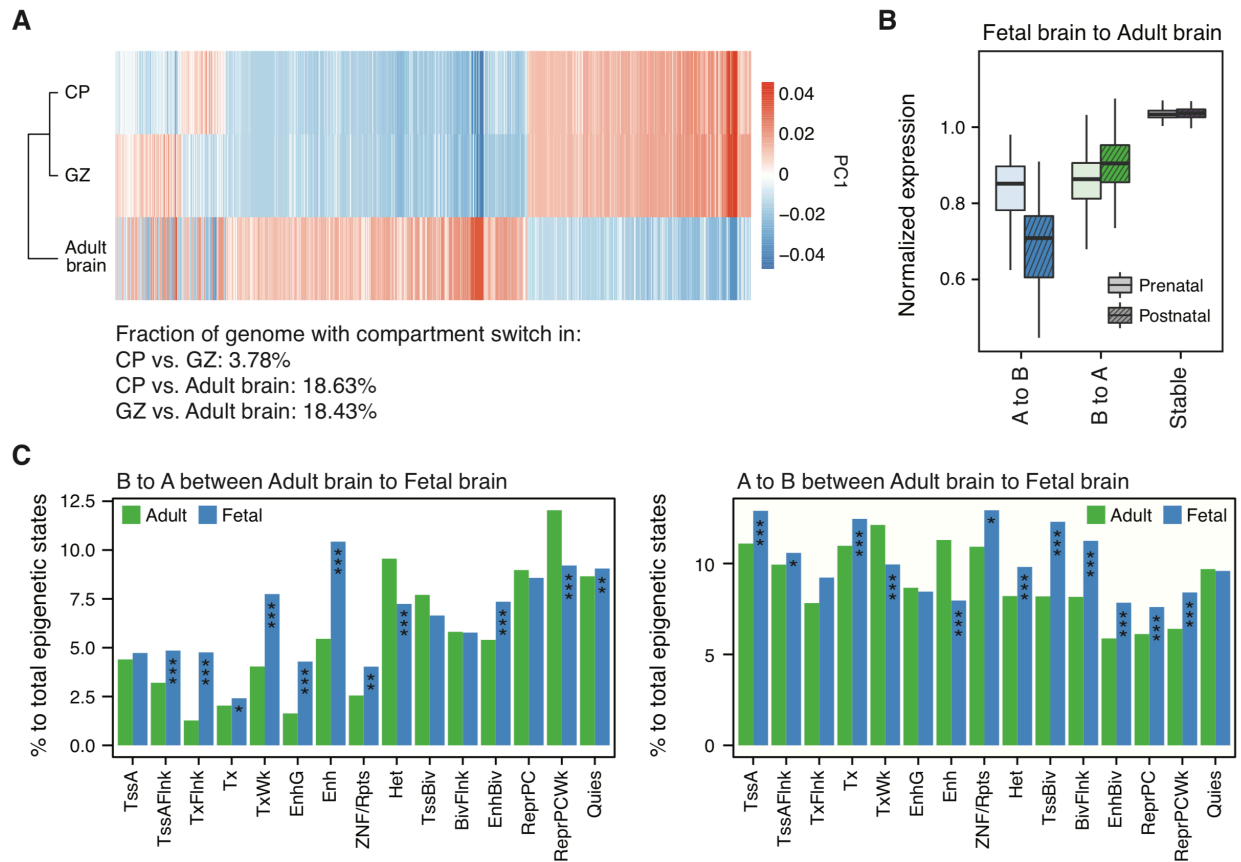 A
CP
GZ
Adult
brain
0.04
0.02
0
−0.02
−0.04
PC1
Fraction of genome with compartment switch in:
CP vs. GZ: 3.78%
CP vs. Adult brain: 18.63%
GZ vs. Adult brain: 18.43%
B
Fetal brain to Adult brain
Normalized expression
1.0
0.8
0.6
Prenatal
Postnatal
A to B
B to A
Stable
C
B to A between Adult brain to Fetal brain
% to total epigenetic states
12.5
10.0
7.5
5.0
2.5
0.0
Adult
Fetal
***
***
*
***
***
***
**
***
***
***
**
TssA
TssAFlnk
TxFlnk
Tx
TxWk
EnhG
Enh
ZNF/Rpts
Het
TssBiv
BivFlnk
EnhBiv
ReprPC
ReprPCWk
Quies
A to B between Adult brain to Fetal brain
% to total epigenetic states
10
5
0
Adult
Fetal
***
*
***
***
***
*
***
***
***
***
***
***
TssA
TssAFlnk
TxFlnk
Tx
TxWk
EnhG
Enh
ZNF/Rpts
Het
TssBiv
BivFlnk
EnhBiv
ReprPC
ReprPCWk
Quies